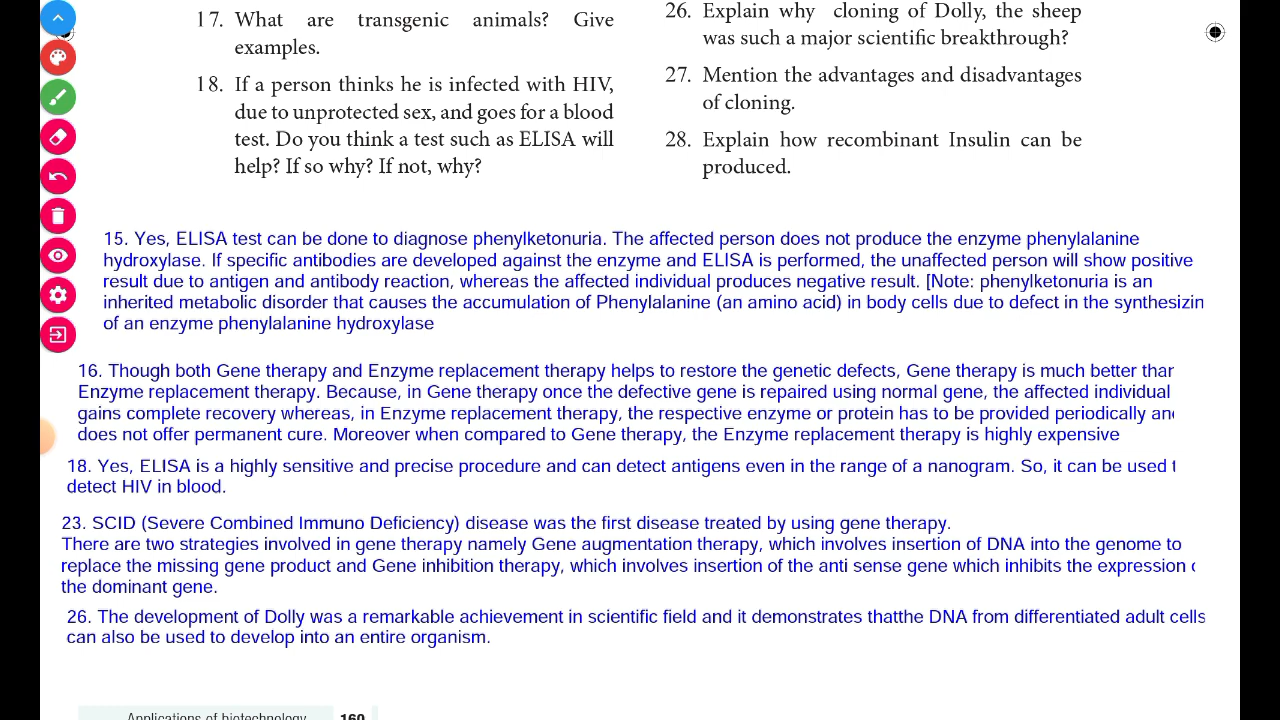 17. What are transgenic animals? Give
examples.
18. If a person thinks he is infected with HIV,
due to unprotected sex, and goes for a blood
test. Do you think a test such as ELISA will
help? If so why? If not, why?
26. Explain why cloning of Dolly, the sheep
was such a major scientific breakthrough?
27. Mention the advantages and disadvantages
of cloning.
28. Explain how recombinant Insulin can be
produced.
15. Yes, ELISA test can be done to diagnose phenylketonuria. The affected person does not produce the enzyme phenylalanine
hydroxylase. If specific antibodies are developed against the enzyme and ELISA is performed, the unaffected person will show positive
result due to antigen and antibody reaction, whereas the affected individual produces negative result. [Note: phenylketonuria is an
inherited metabolic disorder that causes the accumulation of Phenylalanine (an amino acid) in body cells due to defect in the synthesizin
of an enzyme phenylalanine hydroxylase
16. Though both Gene therapy and Enzyme replacement therapy helps to restore the genetic defects, Gene therapy is much better
Enzyme replacement therapy. Because, in Gene therapy once the defective gene is repaired using normal gene, the affected individual
gains complete recovery whereas, in Enzyme replacement therapy, the respective enzyme or protein has to be provided periodically
does not offer permanent cure. Moreover when compared to Gene therapy, the Enzyme replacement therapy is highly expensive
18. Yes, ELISA is a highly sensitive and precise procedure and can detect antigens even in the range of a nanogram. So, it can be used
detect HIV in blood.
23. SCID (Severe Combined Immuno Deficiency) disease was the first disease treated by using gene therapy.
There are two strategies involved in gene therapy namely Gene augmentation therapy, which involves insertion of DNA into the genome to
replace the missing gene product and Gene inhibition therapy, which involves insertion of the anti sense gene which inhibits the expression
the dominant gene.
26. The development of Dolly was a remarkable achievement in scientific field and it demonstrates thatthe DNA from differentiated adult cells
can also be used to develop into an entire organism.
Applications of biotechnology 160